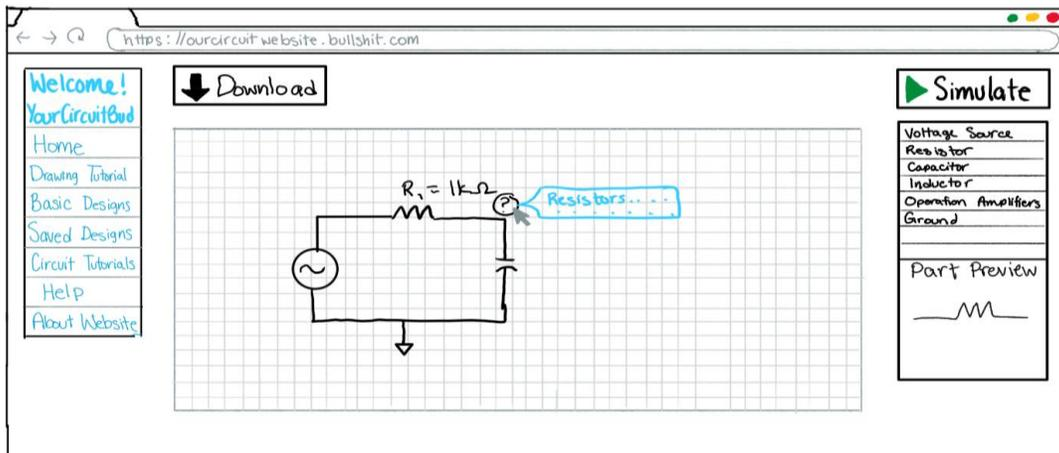 https://ourcircuitwebsite.bullshit.com
Welcome!
YourCircuitBud
Home
Drawing Tutorial
Basic Designs
Saved Designs
Circuit Tutorials
Help
About Website
Download
R₁ = 1kΩ
?
Resistors....
Simulate
Voltage Source
Resistor
Capacitor
Inductor
Operation Amplifiers
Ground
Part Preview